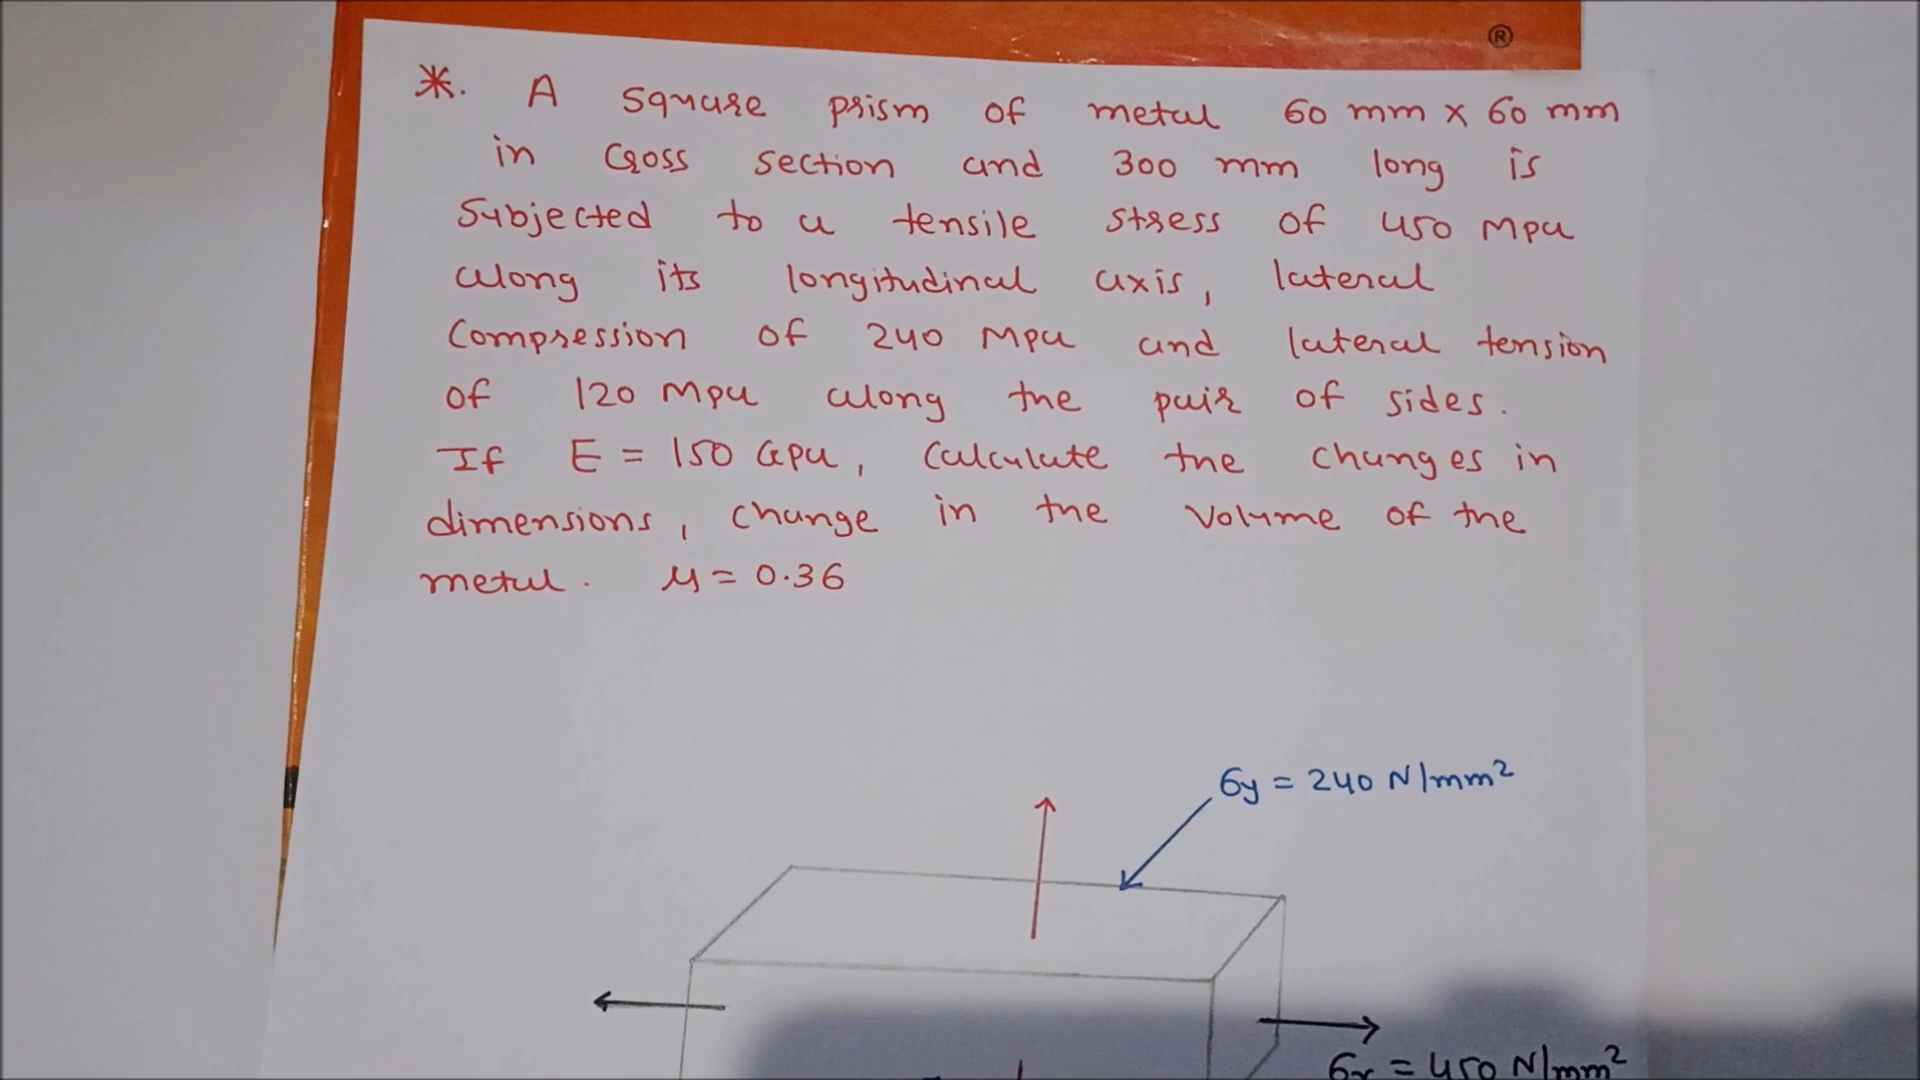 ®
*. A square prism of metal 60 mm x 60 mm
in cross section and 300 mm long is
subjected to a tensile stress of 450 Mpa
along its longitudinal axis, lateral
compression of 240 Mpa and lateral tension
of 120 Mpa along the pair of sides.
If E = 150 Gpa, calculate the changes in
dimensions, change in the volume of the
metal. μ = 0.36
σy = 240 N/mm²
σx = 450 N/mm²